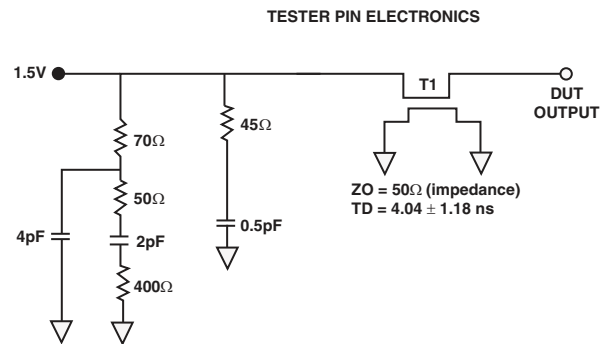 TESTER PIN ELECTRONICS
1.5V
T1
DUT
OUTPUT
70Ω
45Ω
50Ω
4pF
2pF
0.5pF
400Ω
ZO = 50Ω (impedance)
TD = 4.04 ± 1.18 ns